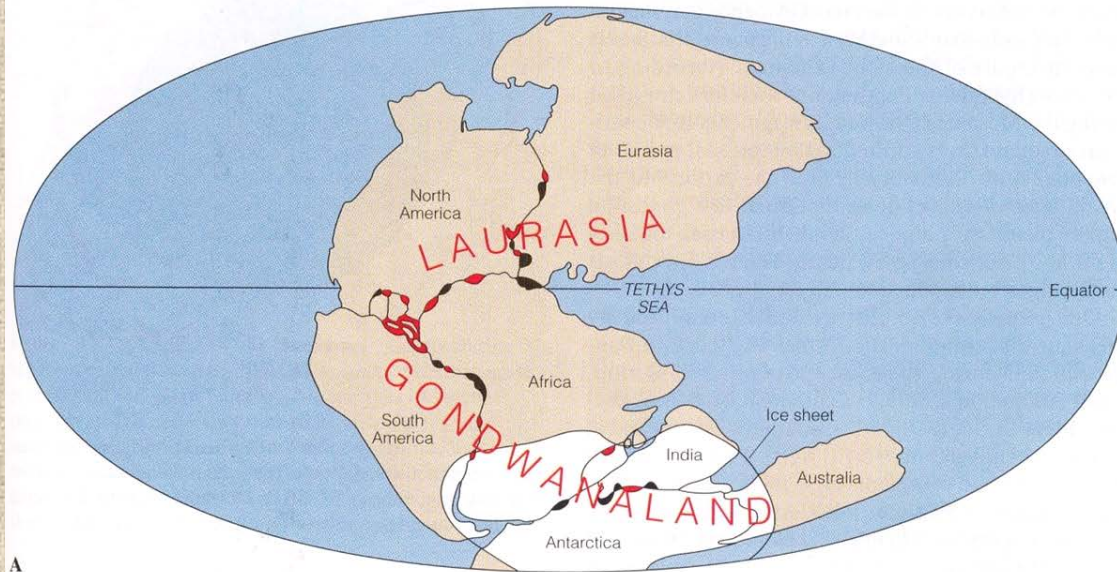 Eurasia
North
America
LAURASIA
TETHYS
SEA
Equator
Africa
GONDWANALAND
South
America
Ice sheet
India
Australia
Antarctica
A